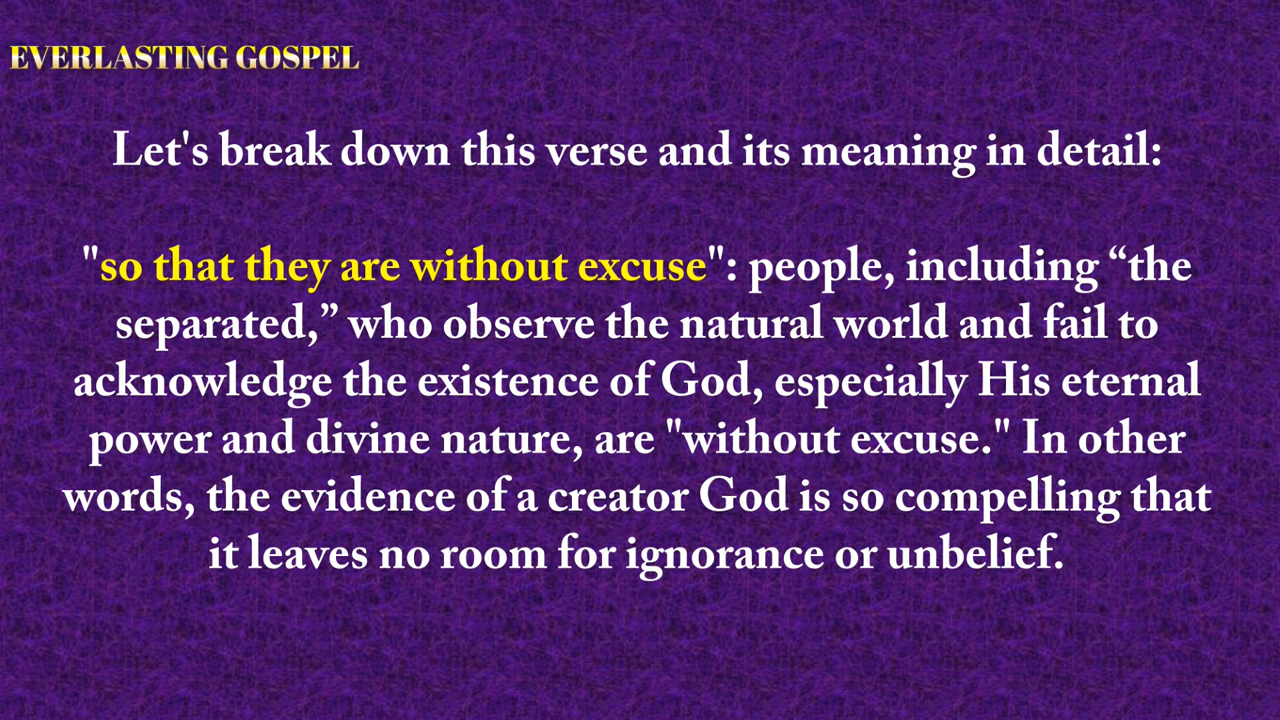 EVERLASTING GOSPEL
Let's break down this verse and its meaning in detail:
"so that they are without excuse": people, including “the
separated,” who observe the natural world and fail to
acknowledge the existence of God, especially His eternal
power and divine nature, are "without excuse." In other
words, the evidence of a creator God is so compelling that
it leaves no room for ignorance or unbelief.